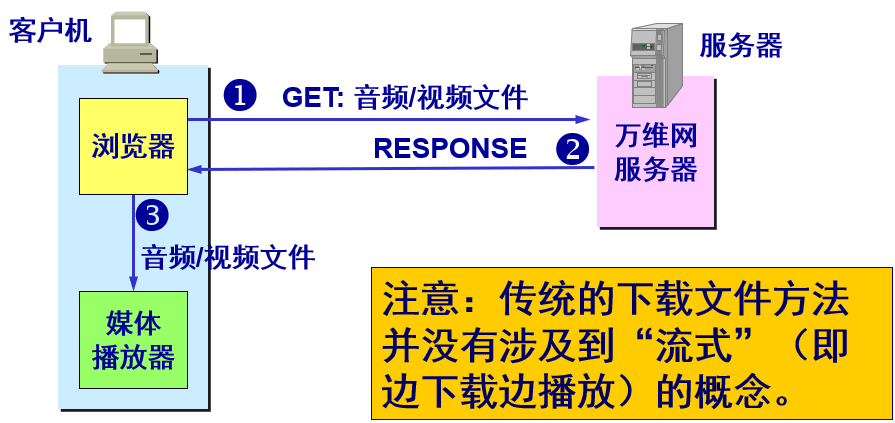 客户机
服务器
❶ GET: 音频/视频文件
浏览器
RESPONSE ❷
万维网
服务器
❸
音频/视频文件
媒体
播放器
注意：传统的下载文件方法
并没有涉及到“流式”（即
边下载边播放）的概念。